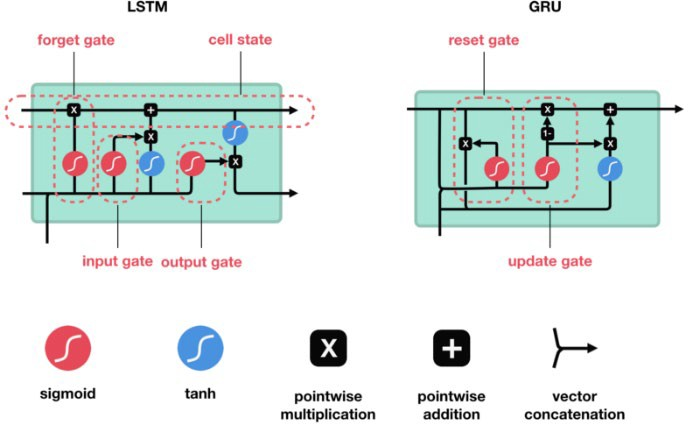 LSTM
GRU
forget gate
cell state
reset gate
x
+
x
x
x
+
1-
x
x
input gate
output gate
update gate
X
+
sigmoid
tanh
pointwise
multiplication
pointwise
addition
vector
concatenation